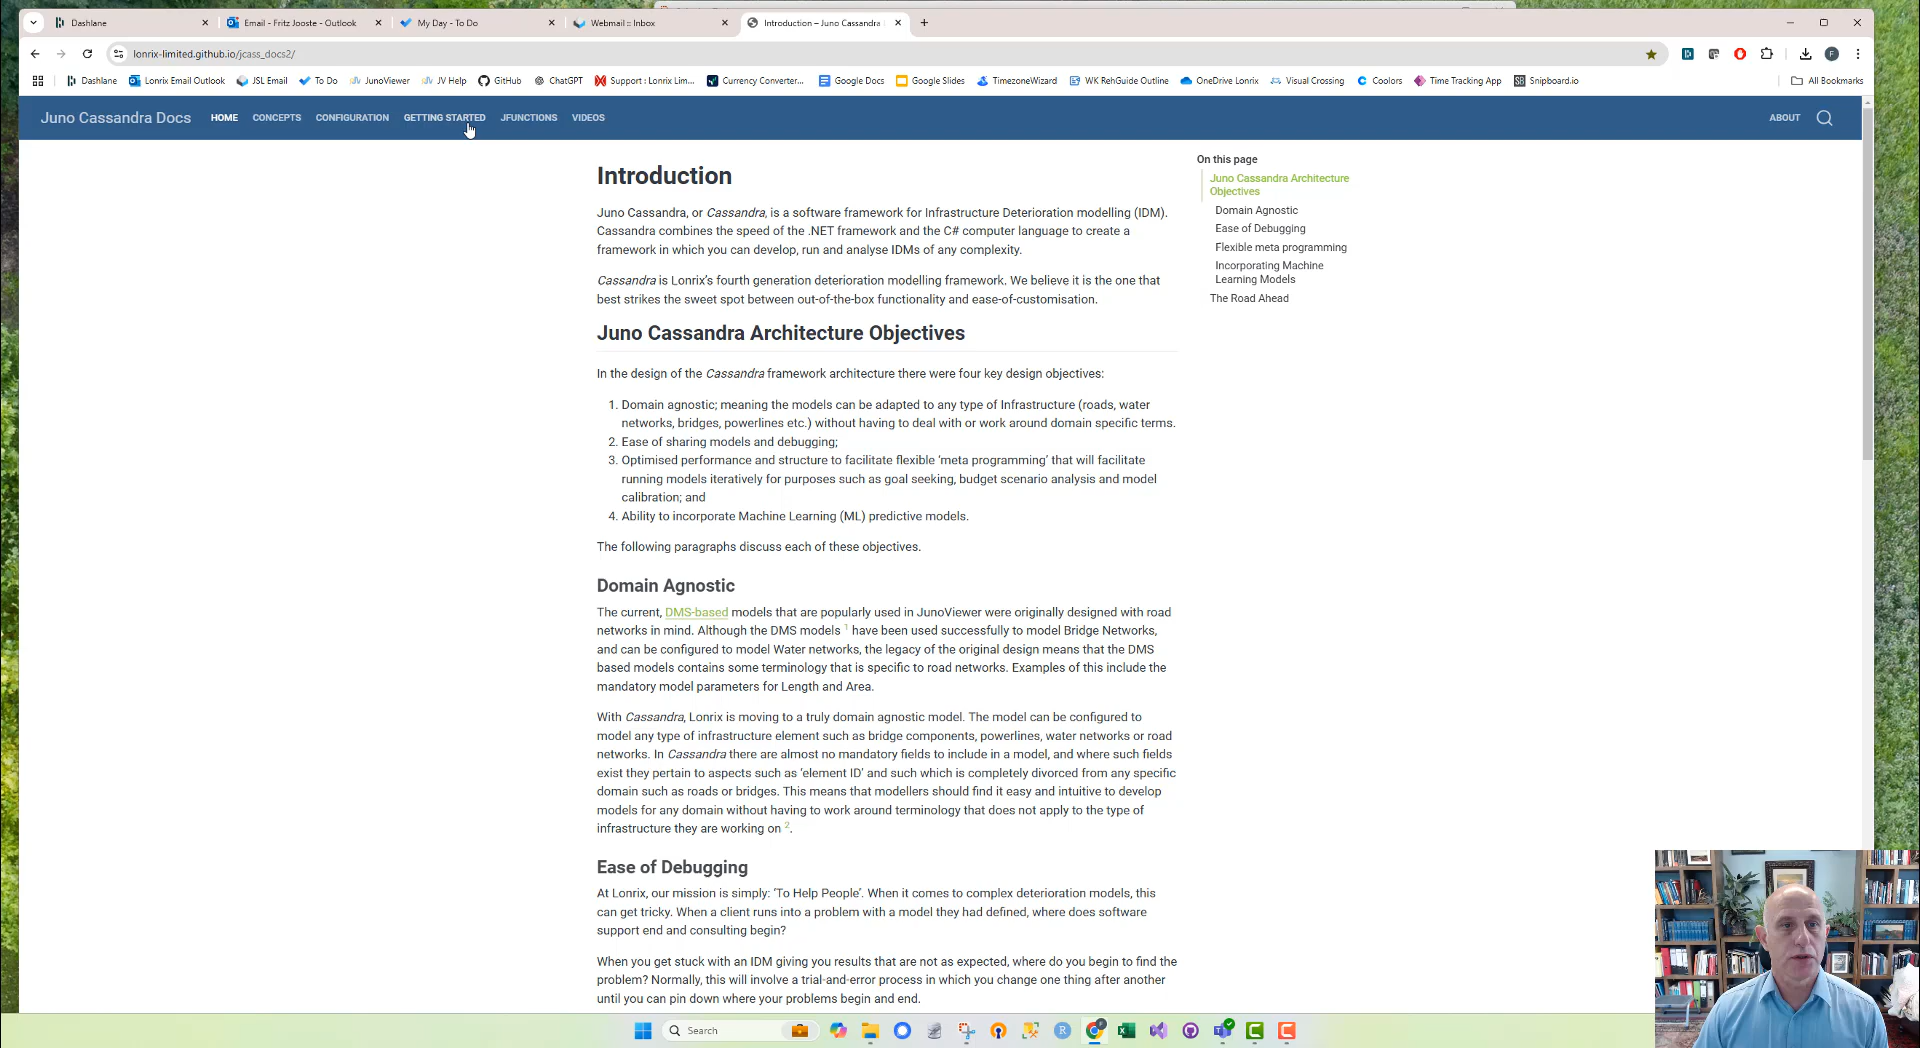 Dashlane
Email - Fritz Jooste - Outlook
My Day - To Do
Webmail :: Inbox
Introduction – Juno Cassandra
lonrix-limited.github.io/jcass_docs2/
Dashlane
Lonrix Email Outlook
JSL Email
To Do
JunoViewer
JV Help
GitHub
ChatGPT
Support : Lonrix Lim...
Currency Converter...
Google Docs
Google Slides
TimezoneWizard
WK RehGuide Outline
OneDrive Lonrix
Visual Crossing
Coolors
Time Tracking App
Snipboard.io
All Bookmarks
Juno Cassandra Docs
HOME
CONCEPTS
CONFIGURATION
GETTING STARTED
JFUNCTIONS
VIDEOS
ABOUT
Introduction
Juno Cassandra, or Cassandra, is a software framework for Infrastructure Deterioration modelling (IDM).
Cassandra combines the speed of the .NET framework and the C# computer language to create a
framework in which you can develop, run and analyse IDMs of any complexity.
Cassandra is Lonrix's fourth generation deterioration modelling framework. We believe it is the one that
best strikes the sweet spot between out-of-the-box functionality and ease-of-customisation.
Juno Cassandra Architecture Objectives
In the design of the Cassandra framework architecture there were four key design objectives:
1. Domain agnostic; meaning the models can be adapted to any type of Infrastructure (roads, water
networks, bridges, powerlines etc.) without having to deal with or work around domain specific terms.
2. Ease of sharing models and debugging;
3. Optimised performance and structure to facilitate flexible 'meta programming' that will facilitate
running models iteratively for purposes such as goal seeking, budget scenario analysis and model
calibration; and
4. Ability to incorporate Machine Learning (ML) predictive models.
The following paragraphs discuss each of these objectives.
Domain Agnostic
The current, DMS-based models that are popularly used in JunoViewer were originally designed with road
networks in mind. Although the DMS models 1 have been used successfully to model Bridge Networks,
and can be configured to model Water networks, the legacy of the original design means that the DMS
based models contains some terminology that is specific to road networks. Examples of this include the
mandatory model parameters for Length and Area.
With Cassandra, Lonrix is moving to a truly domain agnostic model. The model can be configured to
model any type of infrastructure element such as bridge components, powerlines, water networks or road
networks. In Cassandra there are almost no mandatory fields to include in a model, and where such fields
exist they pertain to aspects such as 'element ID' and such which is completely divorced from any specific
domain such as roads or bridges. This means that modellers should find it easy and intuitive to develop
models for any domain without having to work around terminology that does not apply to the type of
infrastructure they are working on 2.
Ease of Debugging
At Lonrix, our mission is simply: 'To Help People'. When it comes to complex deterioration models, this
can get tricky. When a client runs into a problem with a model they had defined, where does software
support end and consulting begin?
When you get stuck with an IDM giving you results that are not as expected, where do you begin to find the
problem? Normally, this will involve a trial-and-error process in which you change one thing after another
until you can pin down where your problems begin and end.
On this page
Juno Cassandra Architecture
Objectives
Domain Agnostic
Ease of Debugging
Flexible meta programming
Incorporating Machine
Learning Models
The Road Ahead
Search